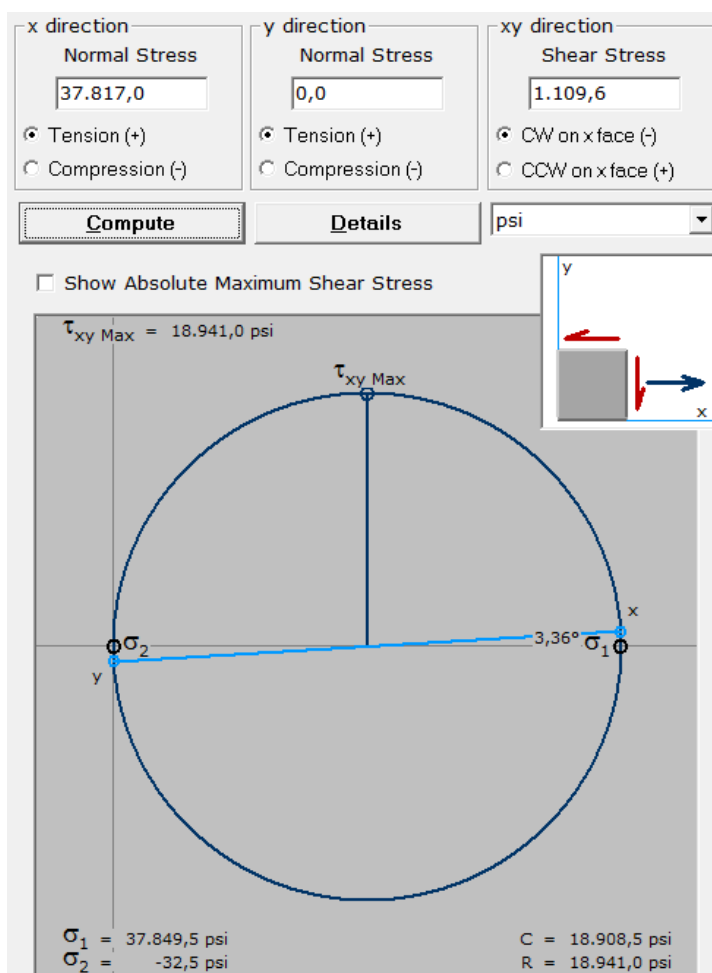 x direction y direction xy direction
Normal Stress Normal Stress Shear Stress
37.817,0 0,0 1.109,6
Tension (+) Tension (+) CW on x face (-)
Compression (-) Compression (-) CCW on x face (+)
Compute Details psi
Show Absolute Maximum Shear Stress
y
x
τxy Max = 18.941,0 psi
τxy Max
x
3,36° σ1
σ2
y
σ1 = 37.849,5 psi C = 18.908,5 psi
σ2 = -32,5 psi R = 18.941,0 psi